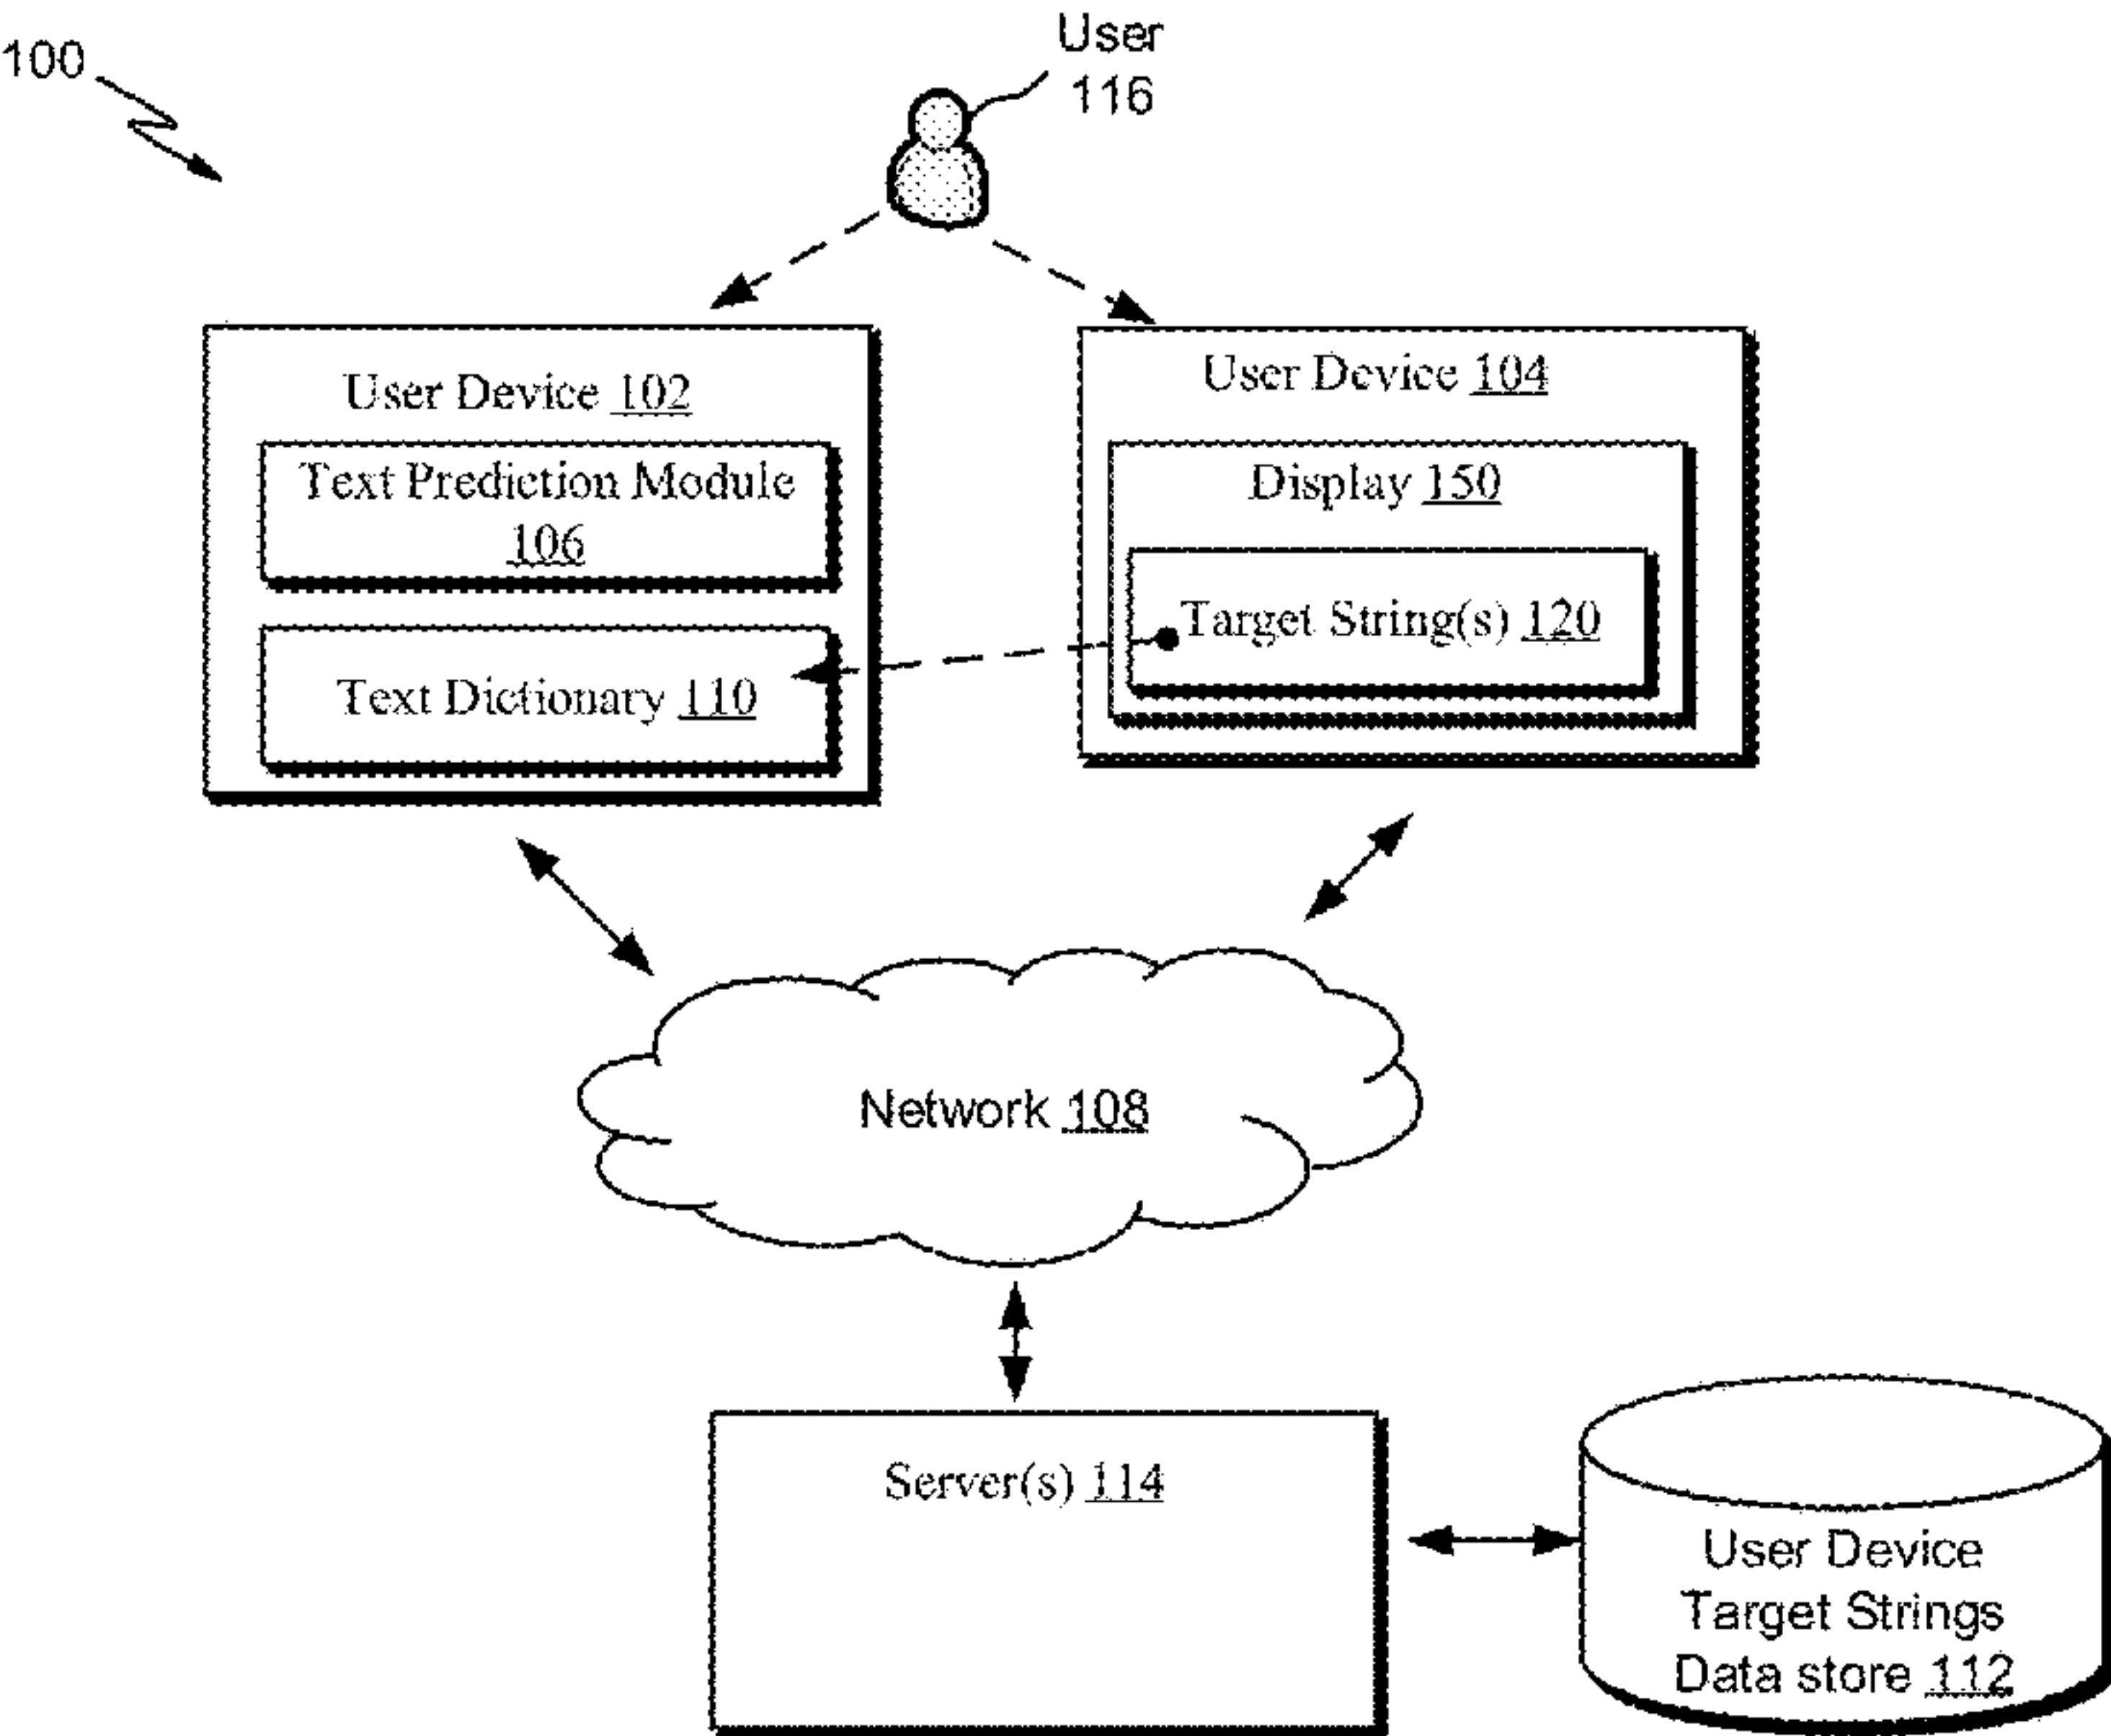 100
User
116
User Device 102
Text Prediction Module
106
Text Dictionary 110
User Device 104
Display 150
Target String(s) 120
Network 108
Server(s) 114
User Device
Target Strings
Data store 112